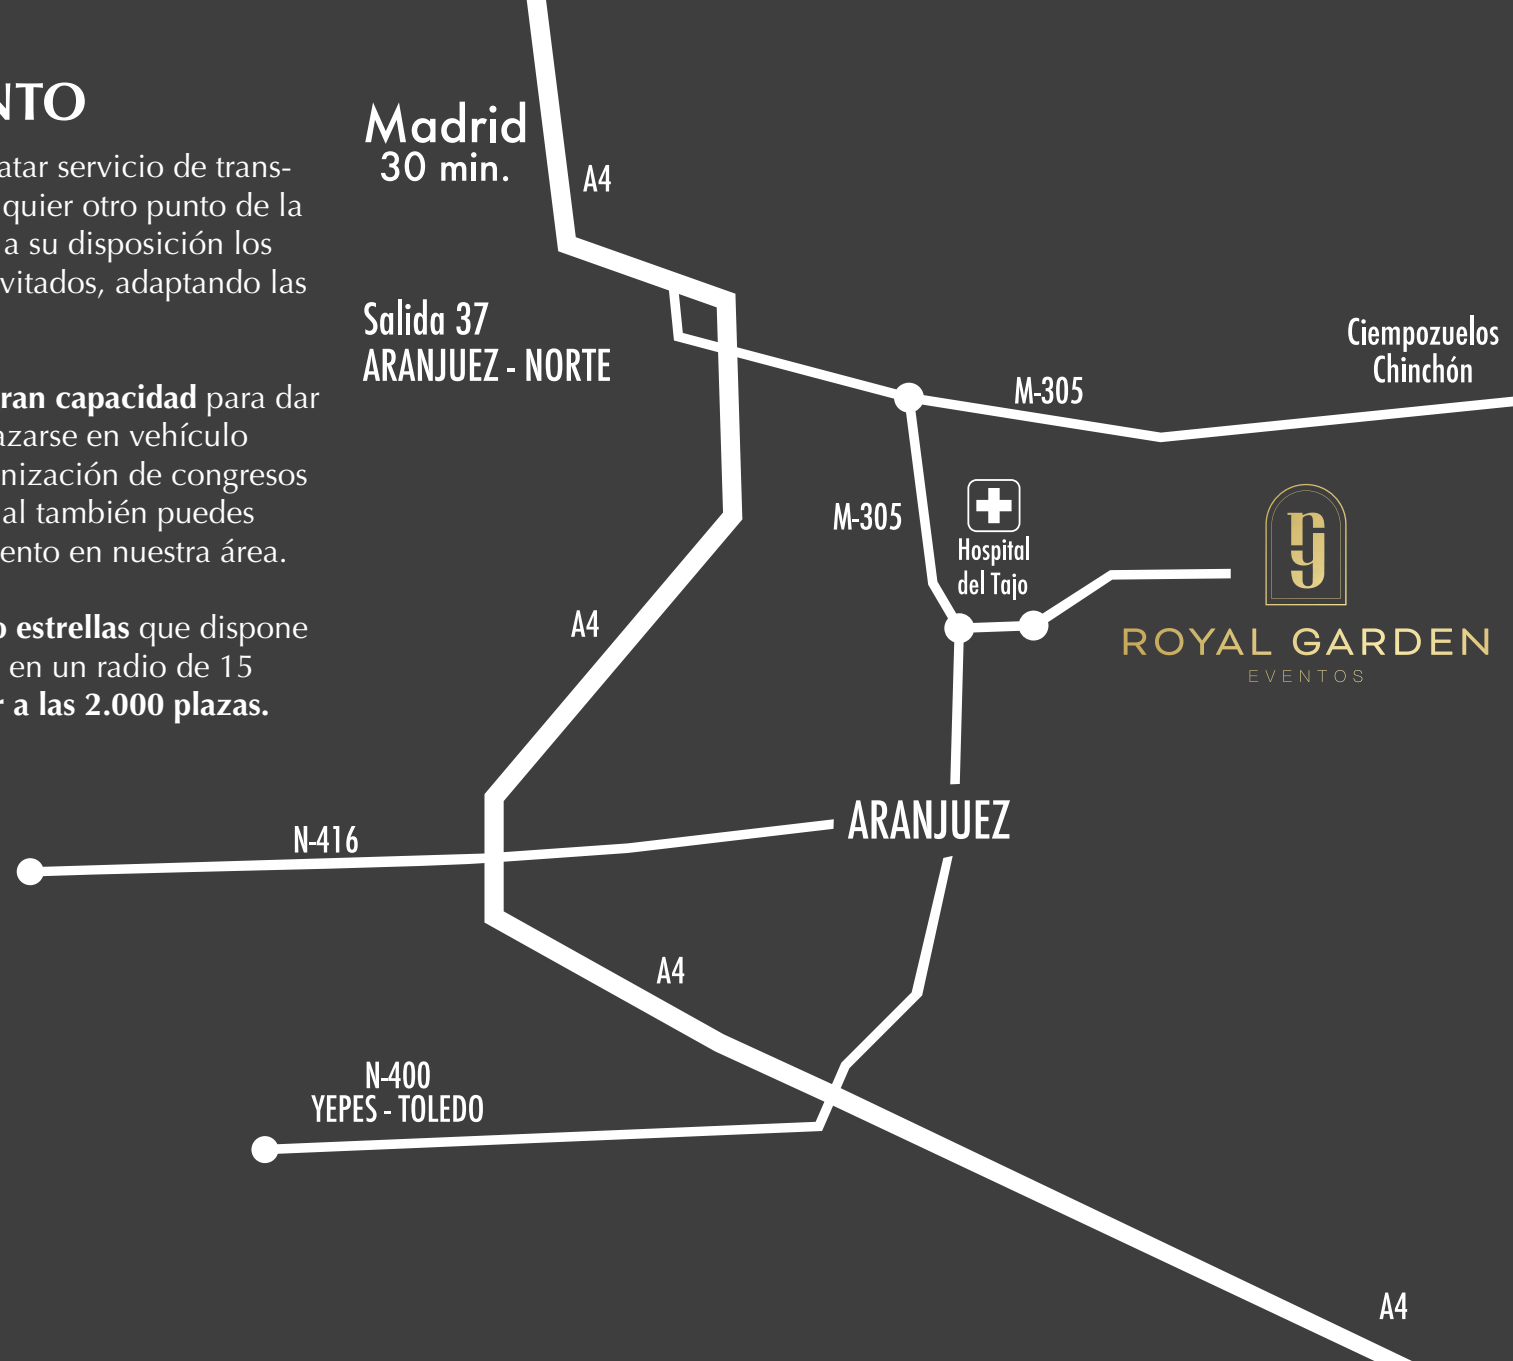 NTO
atar servicio de trans-
quier otro punto de la
a su disposición los
vitados, adaptando las
ran capacidad para dar
azarse en vehículo
nización de congresos
al también puedes
ento en nuestra área.
o estrellas que dispone
en un radio de 15
r a las 2.000 plazas.
Madrid
30 min.
A4
Salida 37
ARANJUEZ - NORTE
Ciempozuelos
Chinchón
M-305
M-305
Hospital
del Tajo
rg
ROYAL GARDEN
EVENTOS
A4
ARANJUEZ
N-416
A4
N-400
YEPES - TOLEDO
A4